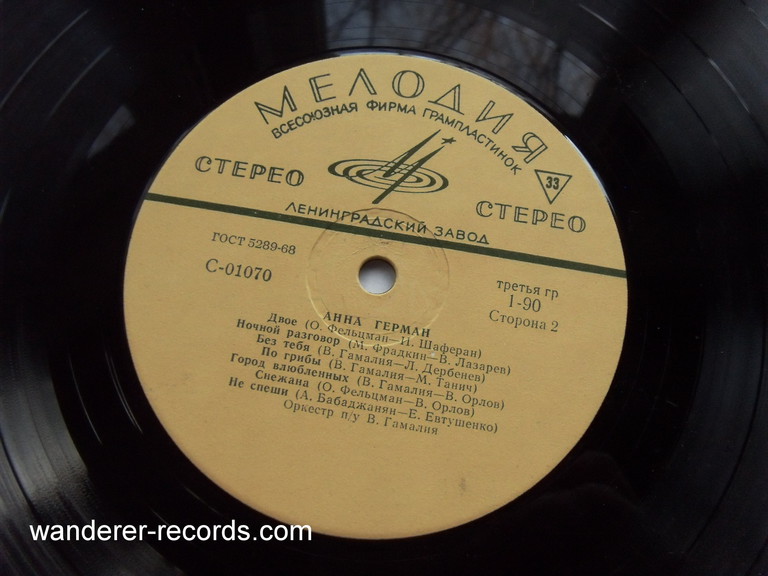 МЕЛОДИЯ
ВСЕСОЮЗНАЯ ФИРМА ГРАМПЛАСТИНОК
33
СТЕРЕО
СТЕРЕО
ЛЕНИНГРАДСКИЙ ЗАВОД
ГОСТ 5289-68
С-01070
третья гр
1-90
Сторона 2
АННА ГЕРМАН
Двое (О. Фельцман—И. Шаферан)
Ночной разговор (М. Фрадкин—В. Лазарев)
Без тебя (В. Гамалия—Л. Дербенев)
По грибы (В. Гамалия—М. Танич)
Город влюбленных (В. Гамалия—В. Орлов)
Снежана (О. Фельцман—В. Орлов)
Не спеши (А. Бабаджанян—Е. Евтушенко)
Оркестр п/у В. Гамалия
wanderer-records.com